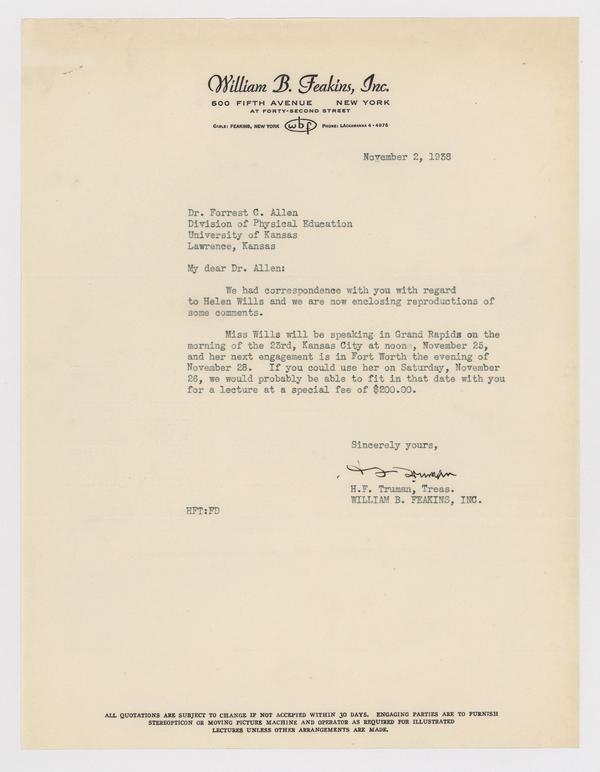 William B. Feakins, Inc.
500 FIFTH AVENUE NEW YORK
AT FORTY-SECOND STREET
CABLE: FEAKINS, NEW YORK wbf PHONE: LACKAWANNA 4-4976
November 2, 1938
Dr. Forrest C. Allen
Division of Physical Education
University of Kansas
Lawrence, Kansas
My dear Dr. Allen:
We had correspondence with you with regard
to Helen Wills and we are now enclosing reproductions of
some comments.
Miss Wills will be speaking in Grand Rapids on the
morning of the 23rd, Kansas City at noon, November 25,
and her next engagement is in Fort Worth the evening of
November 28. If you could use her on Saturday, November
26, we would probably be able to fit in that date with you
for a lecture at a special fee of $200.00.
Sincerely yours,
H F Truman
H.F. Truman, Treas.
WILLIAM B. FEAKINS, INC.
HFT:FD
ALL QUOTATIONS ARE SUBJECT TO CHANGE IF NOT ACCEPTED WITHIN 30 DAYS. ENGAGING PARTIES ARE TO FURNISH
STEREOPTICON OR MOVING PICTURE MACHINE AND OPERATOR AS REQUIRED FOR ILLUSTRATED
LECTURES UNLESS OTHER ARRANGEMENTS ARE MADE.